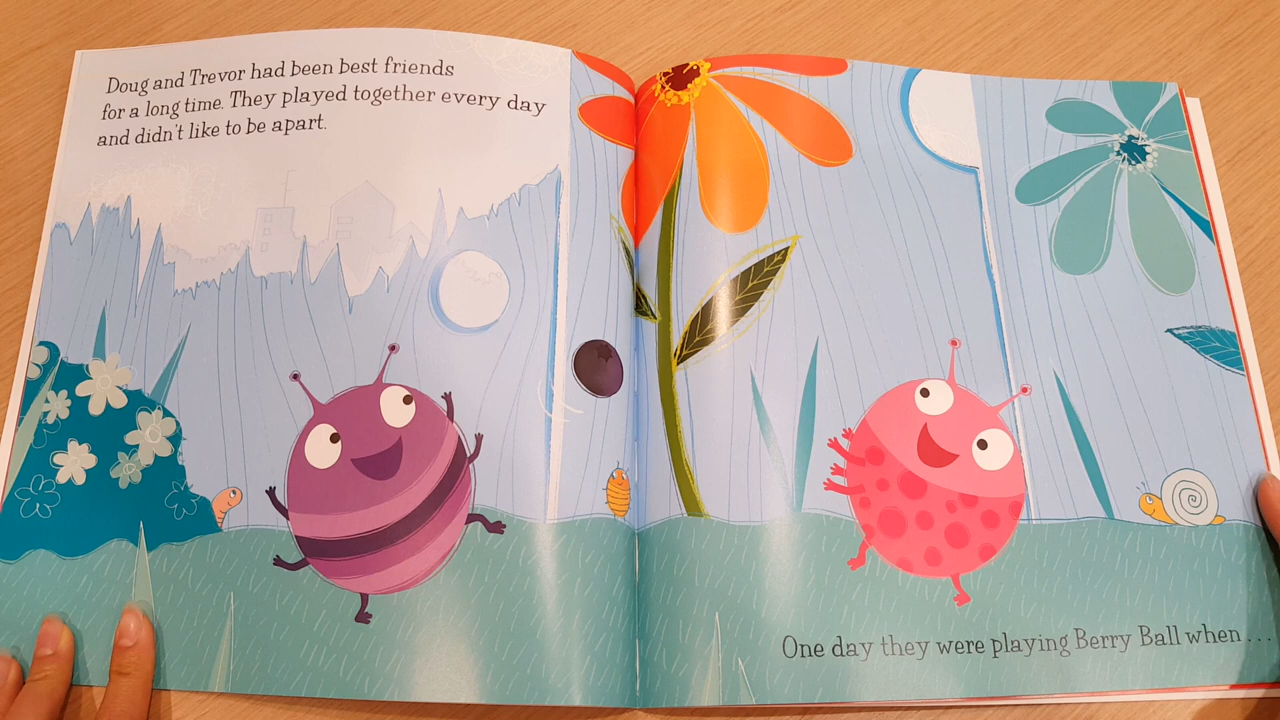 Doug and Trevor had been best friends
for a long time. They played together every day
and didn't like to be apart.
One day they were playing Berry Ball when . . .